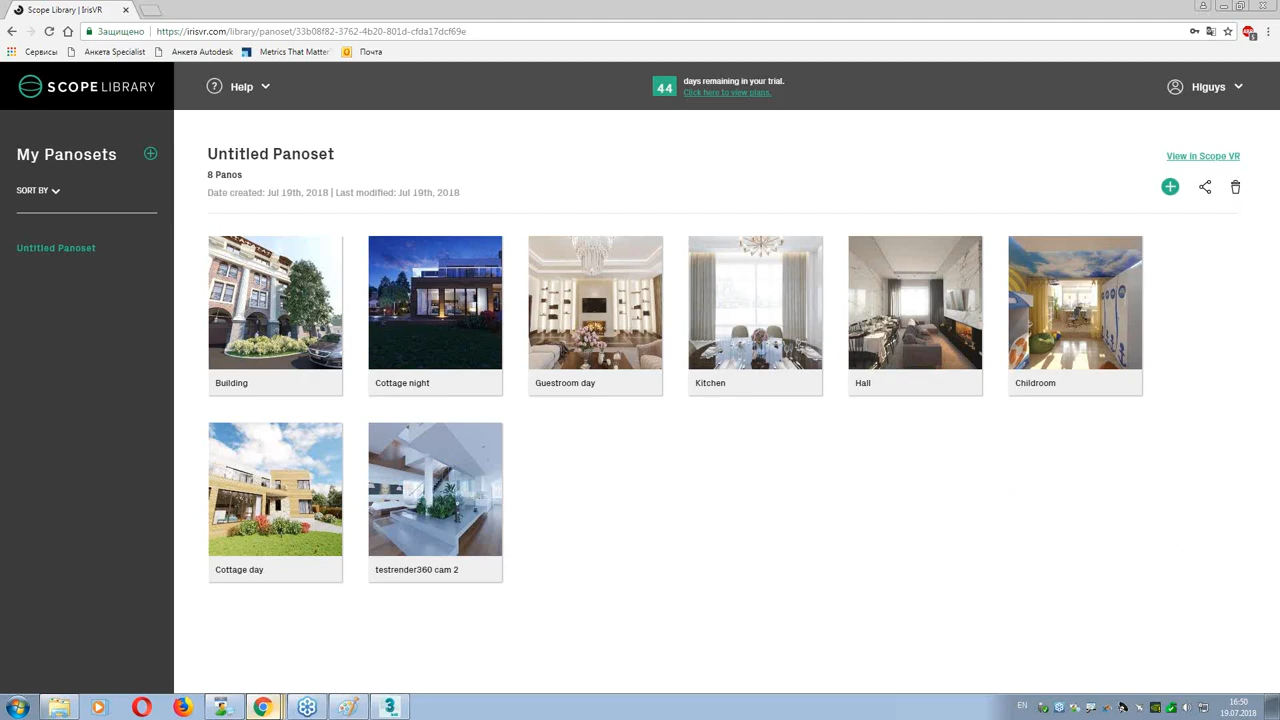 Scope Library | IrisVR
Защищено
https://irisvr.com/library/panoset/33b08f82-3762-4b20-801d-cfda17dcf69e
Сервисы
Анкета Specialist
Анкета Autodesk
Metrics That Matter
Почта
SCOPE LIBRARY
? Help
44
days remaining in your trial.
Click here to view plans.
Higuys
My Panosets
SORT BY
Untitled Panoset
Untitled Panoset
8 Panos
Date created: Jul 19th, 2018 | Last modified: Jul 19th, 2018
View in Scope VR
Building
Cottage night
Guestroom day
Kitchen
Hall
Childroom
Cottage day
testrender360 cam 2
EN
16:50
19.07.2018